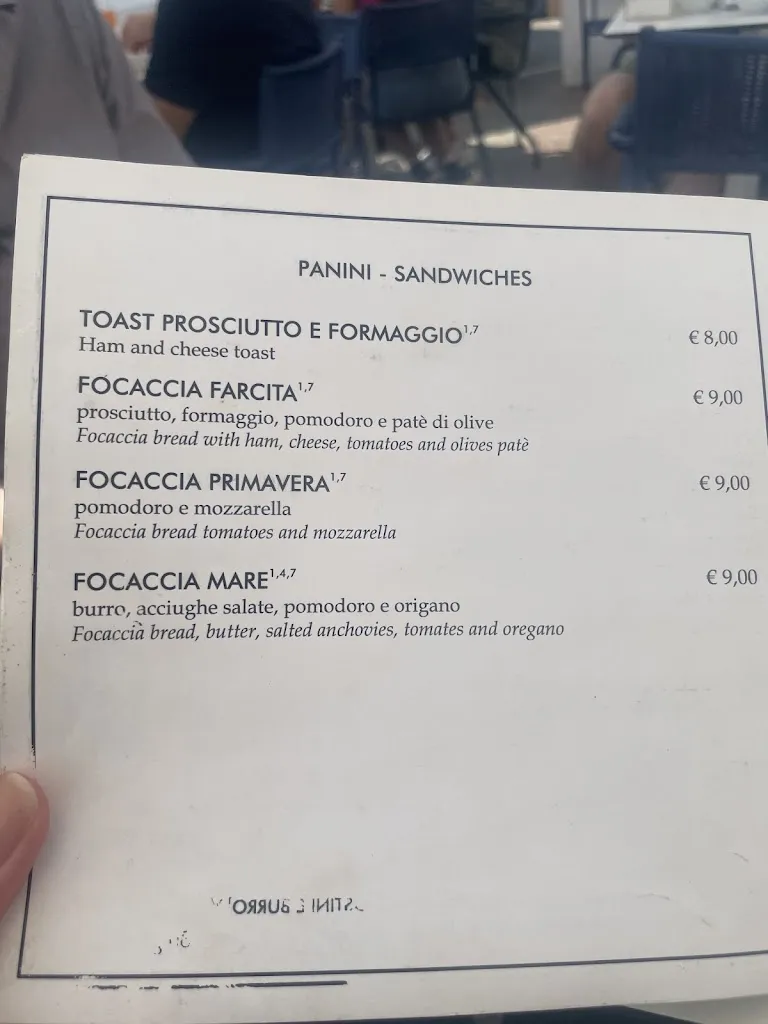 PANINI - SANDWICHES
TOAST PROSCIUTTO E FORMAGGIO1,7 € 8,00
Ham and cheese toast
FOCACCIA FARCITA1,7 € 9,00
prosciutto, formaggio, pomodoro e patè di olive
Focaccia bread with ham, cheese, tomatoes and olives patè
FOCACCIA PRIMAVERA1,7 € 9,00
pomodoro e mozzarella
Focaccia bread tomatoes and mozzarella
FOCACCIA MARE1,4,7 € 9,00
burro, acciughe salate, pomodoro e origano
Focaccia bread, butter, salted anchovies, tomates and oregano
BURRO